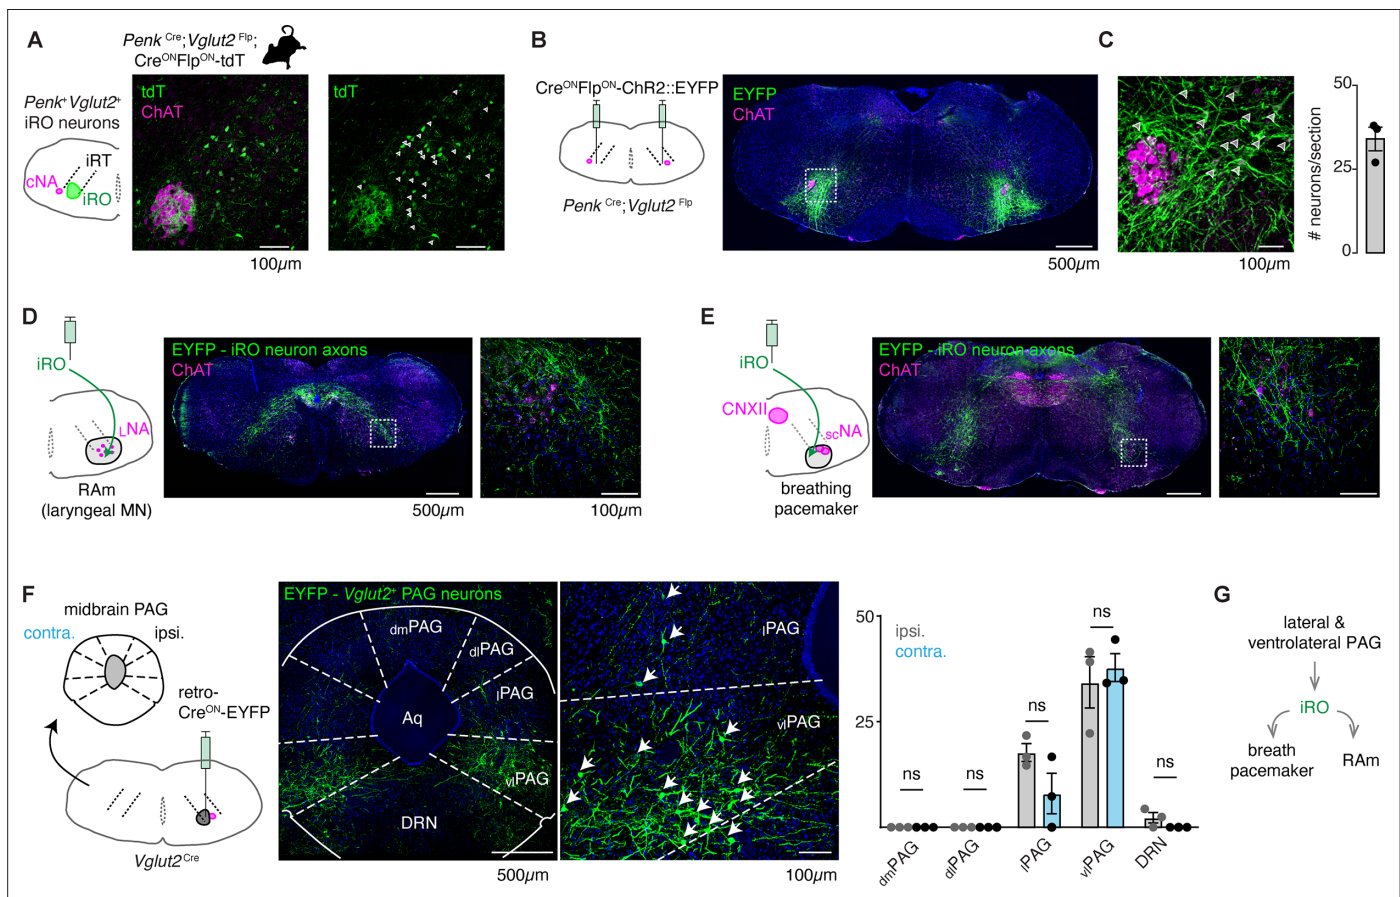 A
Penk Cre;Vglut2 Flp;
CreONFlpON-tdT
Penk+Vglut2+
iRO neurons
iRT
cNA
iRO
tdT
ChAT
tdT
100µm
B
CreONFlpON-ChR2::EYFP
Penk Cre;Vglut2 Flp
EYFP
ChAT
500µm
C
100µm
# neurons/section
50
25
0
D
iRO
LNA
RAm
(laryngeal MN)
EYFP - iRO neuron axons
ChAT
500µm
100µm
E
iRO
CNXII
scNA
breathing
pacemaker
EYFP - iRO neuron axons
ChAT
F
midbrain PAG
contra.
ipsi.
retro-
CreON-EYFP
Vglut2Cre
EYFP - Vglut2+ PAG neurons
dmPAG
dlPAG
lPAG
Aq
vlPAG
DRN
500µm
lPAG
vlPAG
100µm
50
25
ipsi.
contra.
ns
ns
ns
ns
ns
dmPAG
dlPAG
lPAG
vlPAG
DRN
G
lateral &
ventrolateral PAG
iRO
breath
pacemaker
RAm